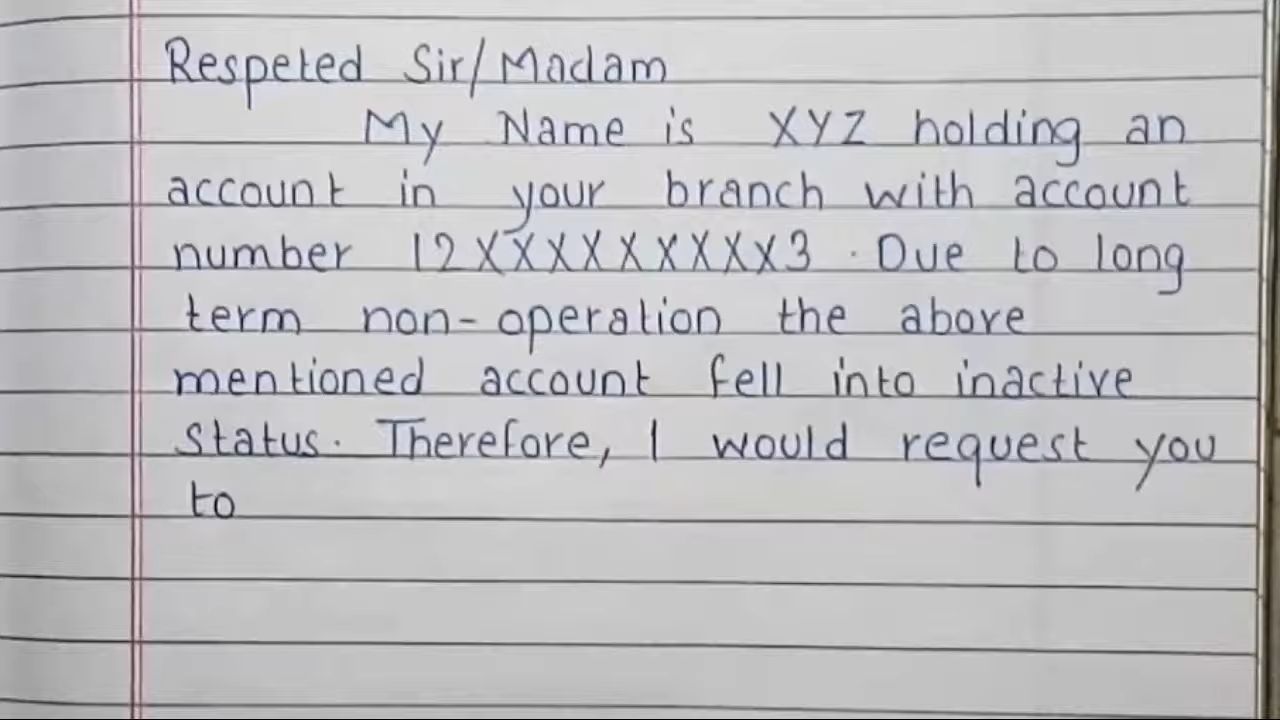 Respeted Sir/Madam
My Name is XYZ holding an
account in your branch with account
number 12XXXXXXXXX3. Due to long
term non-operation the above
mentioned account fell into inactive
Status. Therefore, I would request you
to